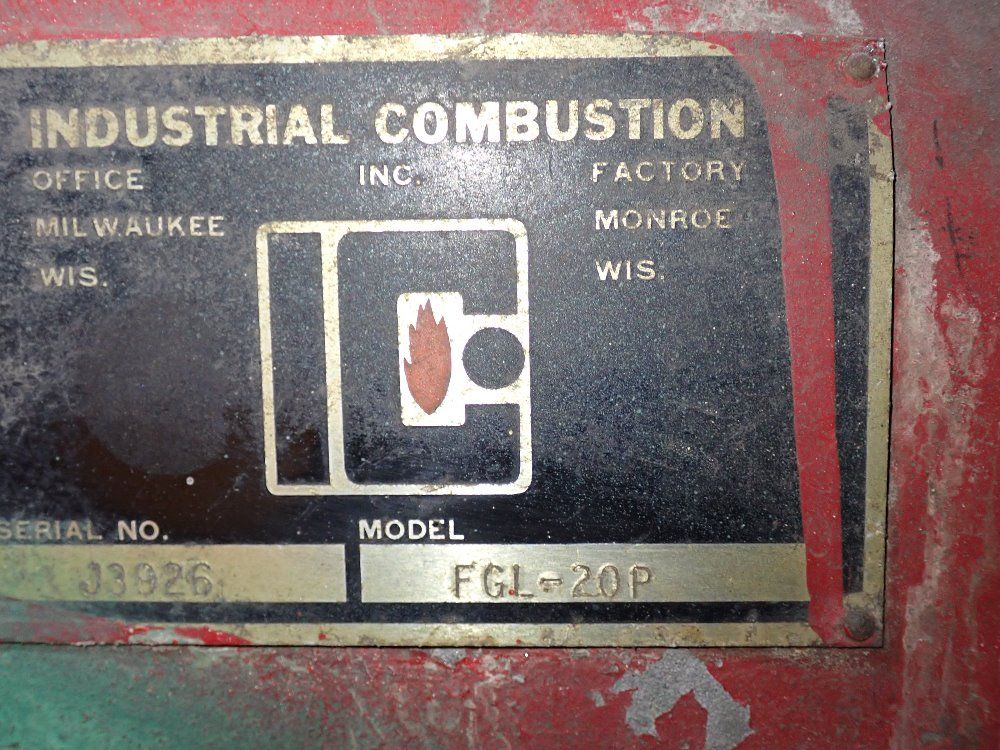 INDUSTRIAL COMBUSTION
OFFICE INC. FACTORY
MILWAUKEE MONROE
WIS. WIS.
SERIAL NO. MODEL
J3926 FGL-20P